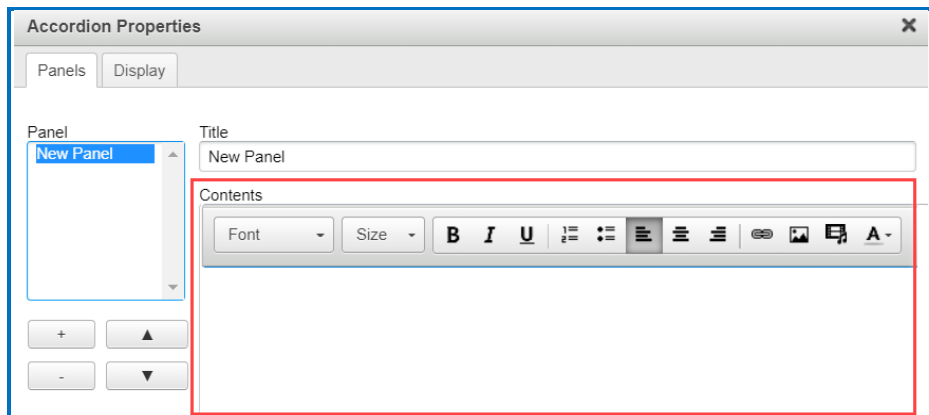 Accordion Properties
Panels Display
Panel
New Panel
Title
New Panel
Contents
Font Size B I U A
+
-